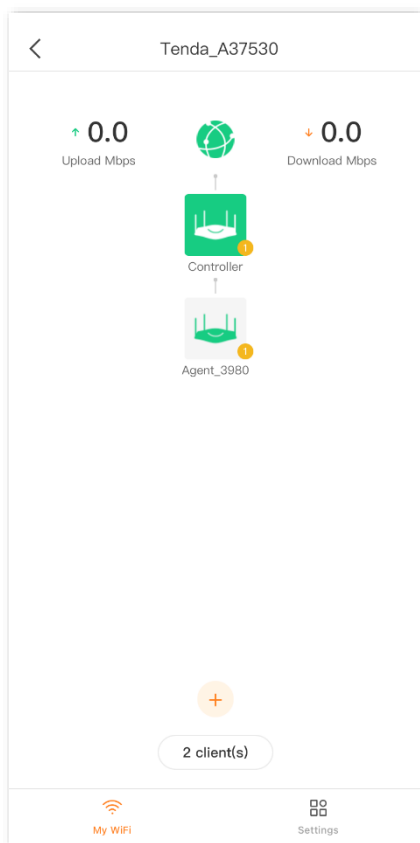 Tenda_A37530
0.0
Upload Mbps
0.0
Download Mbps
1
Controller
1
Agent_3980
+
2 client(s)
My WiFi
Settings